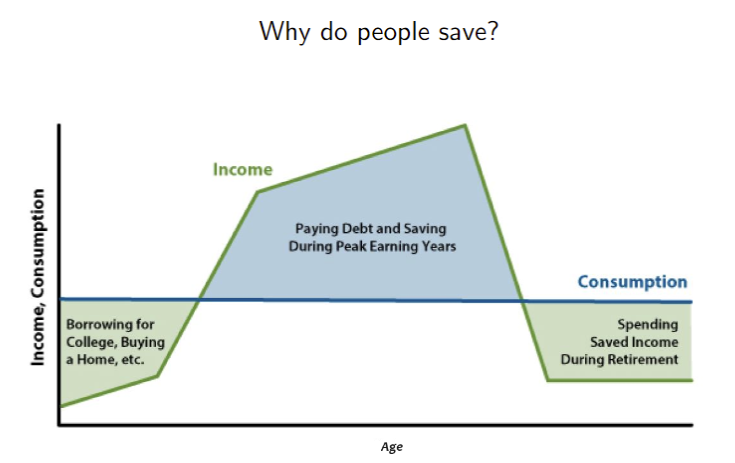 Why do people save?
Income
Income, Consumption
Paying Debt and Saving
During Peak Earning Years
Consumption
Borrowing for
College, Buying
a Home, etc.
Spending
Saved Income
During Retirement
Age